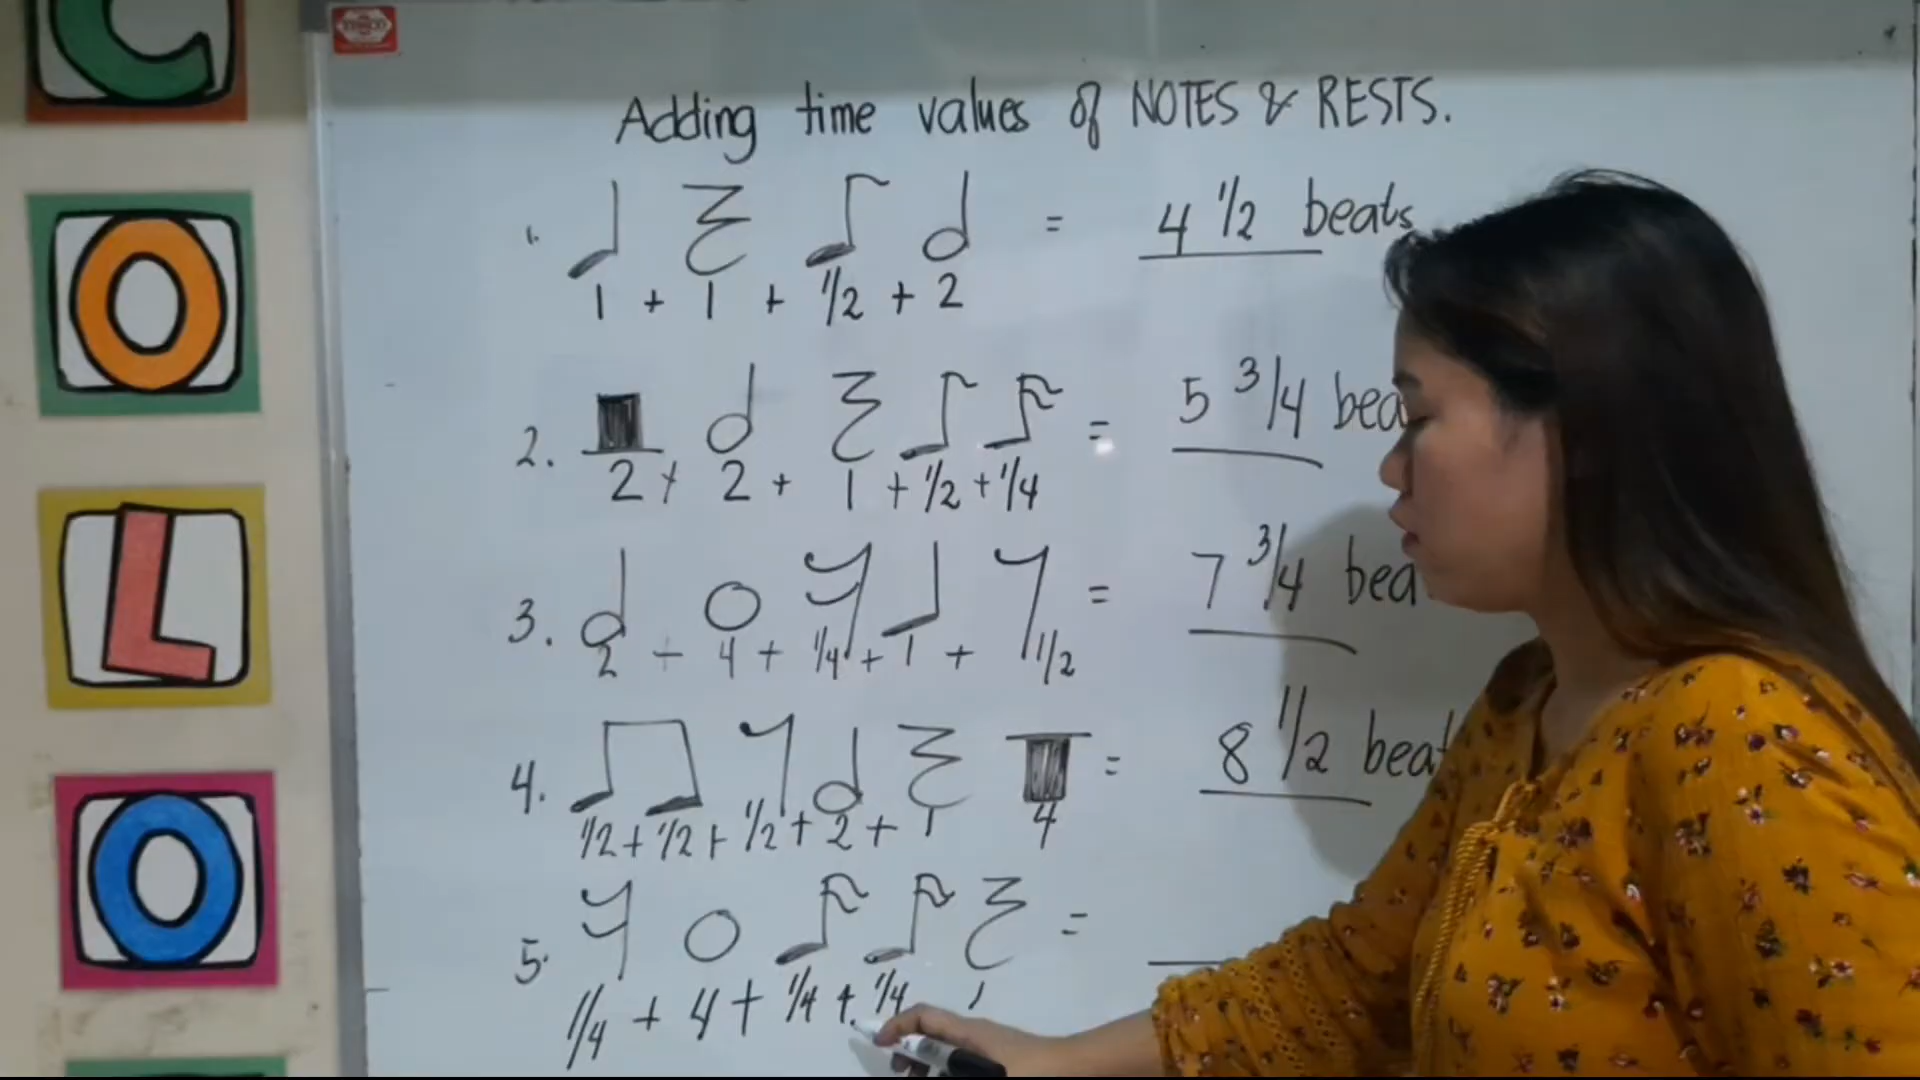 C
O
L
O
Adding time values of NOTES & RESTS.
1. = 4 1/2 beats
1 + 1 + 1/2 + 2
2. = 5 3/4 bea
2 + 2 + 1 + 1/2 + 1/4
3. = 7 3/4 bea
2 + 4 + 1/4 + 1 + 1/2
4. = 8 1/2 beat
1/2 + 1/2 + 1/2 + 2 + 1 4
5. =
1/4 + 4 + 1/4 + 1/4 1